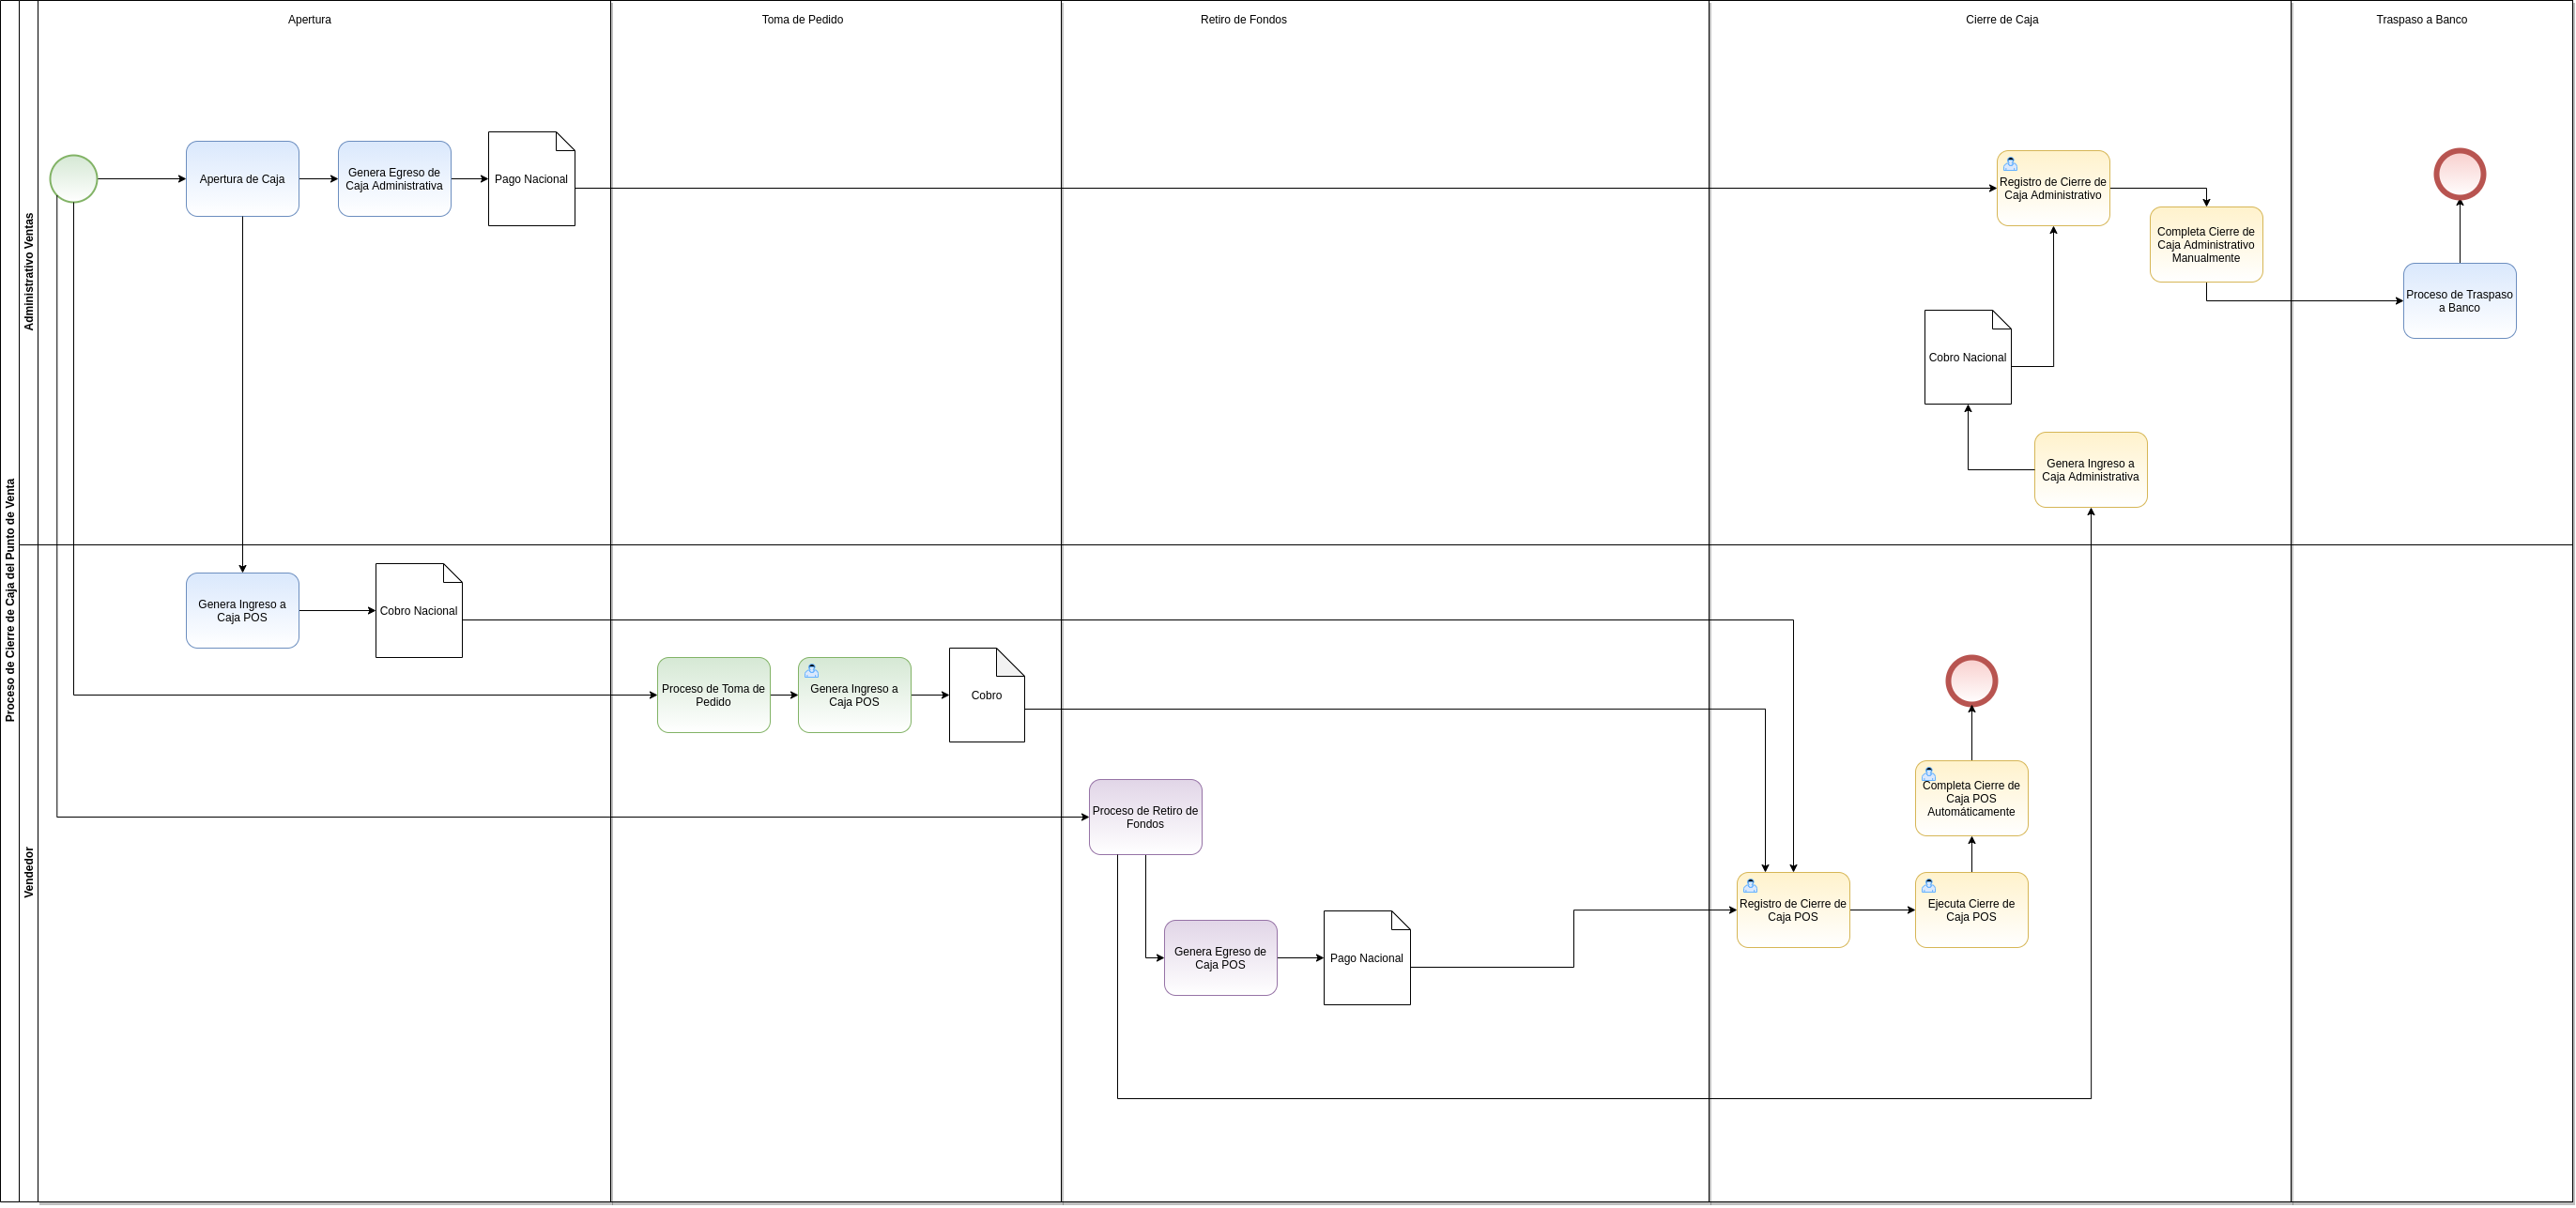 Apertura
Toma de Pedido
Retiro de Fondos
Cierre de Caja
Traspaso a Banco
Proceso de Cierre de Caja del Punto de Venta
Administrativo Ventas
Apertura de Caja
Genera Egreso de
Caja Administrativa
Pago Nacional
Registro de Cierre de
Caja Administrativo
Completa Cierre de
Caja Administrativo
Manualmente
Proceso de Traspaso
a Banco
Cobro Nacional
Genera Ingreso a
Caja Administrativa
Vendedor
Genera Ingreso a
Caja POS
Cobro Nacional
Proceso de Toma de
Pedido
Genera Ingreso a
Caja POS
Cobro
Proceso de Retiro de
Fondos
Genera Egreso de
Caja POS
Pago Nacional
Registro de Cierre de
Caja POS
Ejecuta Cierre de
Caja POS
Completa Cierre de
Caja POS
Automáticamente